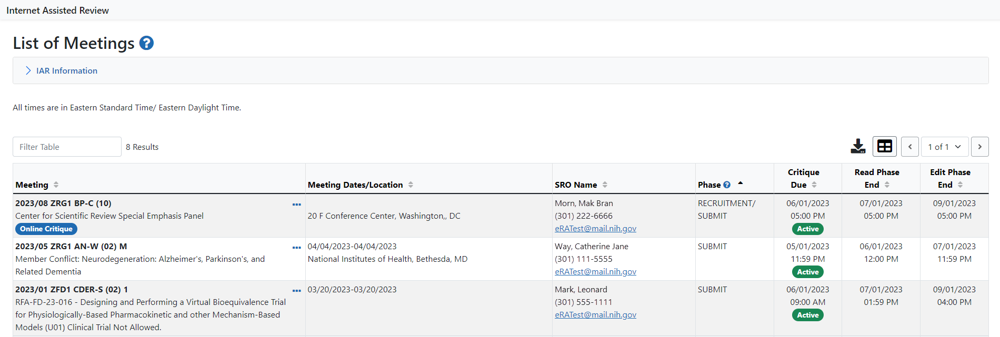 Internet Assisted Review
List of Meetings ?
IAR Information
All times are in Eastern Standard Time/ Eastern Daylight Time.
Filter Table
8 Results
1 of 1
Meeting
Meeting Dates/Location
SRO Name
Phase ?
Critique
Due
Read Phase
End
Edit Phase
End
2023/08 ZRG1 BP-C (10)
Center for Scientific Review Special Emphasis Panel
Online Critique
20 F Conference Center, Washington,, DC
Morn, Mak Bran
(301) 222-6666
eRATest@mail.nih.gov
RECRUITMENT/
SUBMIT
06/01/2023
05:00 PM
Active
07/01/2023
05:00 PM
09/01/2023
05:00 PM
2023/05 ZRG1 AN-W (02) M
Member Conflict: Neurodegeneration: Alzheimer's, Parkinson's, and
Related Dementia
04/04/2023-04/04/2023
National Institutes of Health, Bethesda, MD
Way, Catherine Jane
(301) 111-5555
eRATest@mail.nih.gov
SUBMIT
05/01/2023
11:59 PM
Active
06/01/2023
12:00 PM
07/01/2023
11:59 PM
2023/01 ZFD1 CDER-S (02) 1
RFA-FD-23-016 - Designing and Performing a Virtual Bioequivalence Trial
for Physiologically-Based Pharmacokinetic and other Mechanism-Based
Models (U01) Clinical Trial Not Allowed.
03/20/2023-03/20/2023
Mark, Leonard
(301) 555-1111
eRATest@mail.nih.gov
SUBMIT
06/01/2023
09:00 AM
Active
07/01/2023
01:59 PM
09/01/2023
04:00 PM